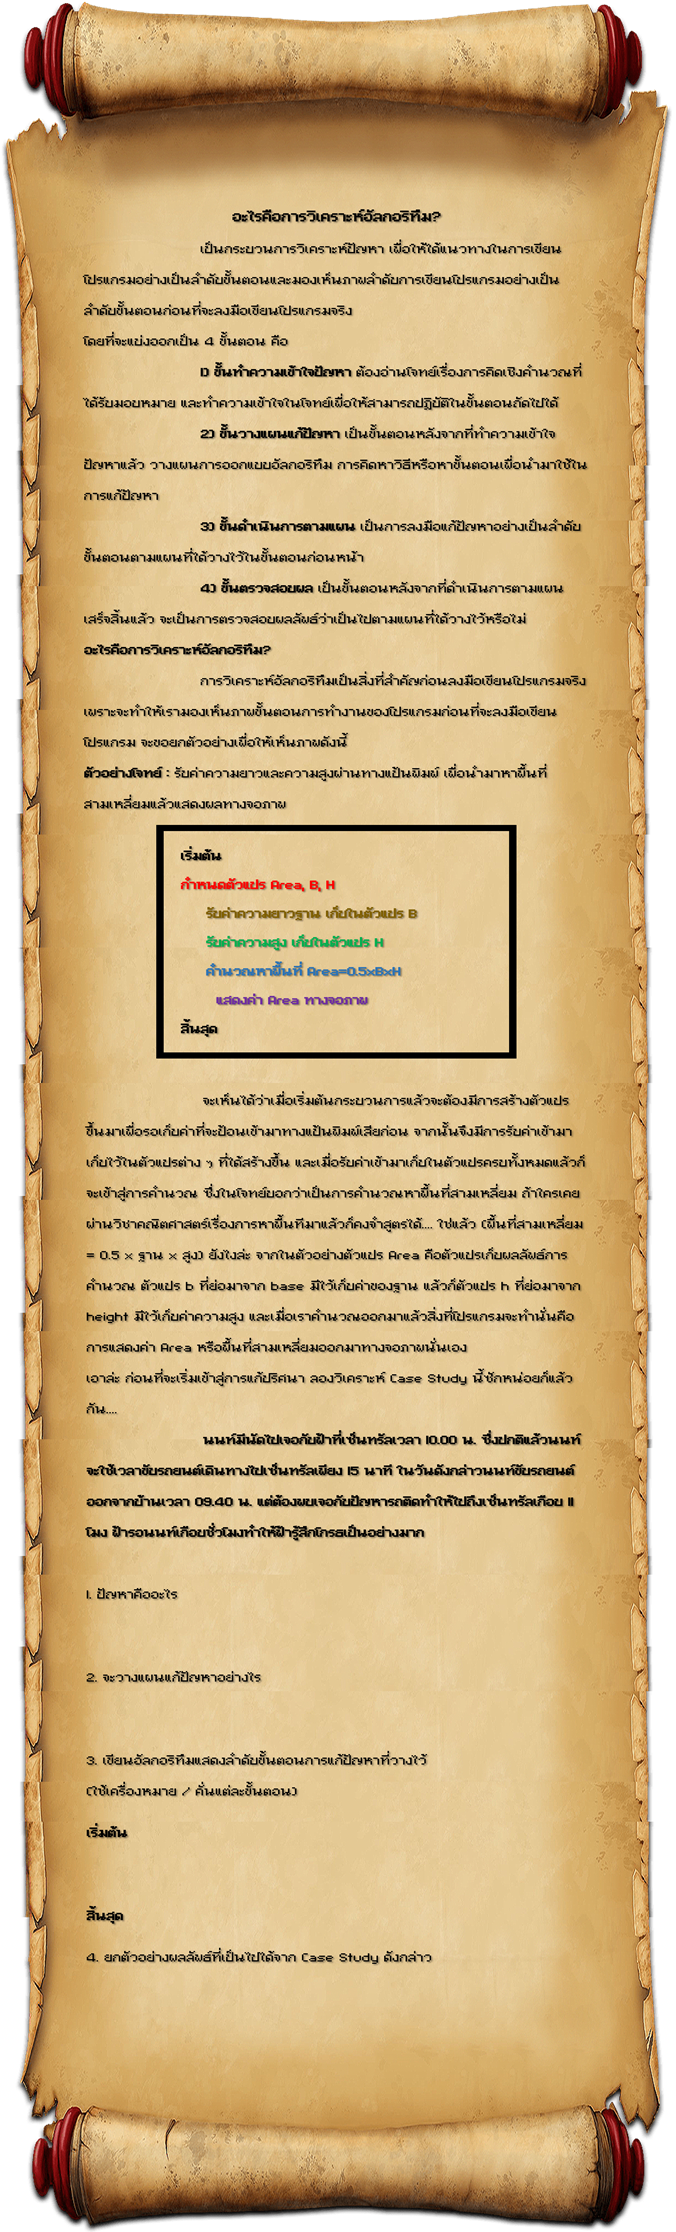 อะไรคือการวิเคราะห์อัลกอริทึม?
เป็นกระบวนการวิเคราะห์ปัญหา เพื่อให้ได้แนวทางในการเขียน
โปรแกรมอย่างเป็นลำดับขั้นตอนและมองเห็นภาพลำดับการเขียนโปรแกรมอย่างเป็น
ลำดับขั้นตอนก่อนที่จะลงมือเขียนโปรแกรมจริง
โดยที่จะแบ่งออกเป็น 4 ขั้นตอน คือ
1) ขั้นทำความเข้าใจปัญหา ต้องอ่านโจทย์เรื่องการคิดเชิงคำนวณที่
ได้รับมอบหมาย และทำความเข้าใจในโจทย์เพื่อให้สามารถปฏิบัติในขั้นตอนถัดไปได้
2) ขั้นวางแผนแก้ปัญหา เป็นขั้นตอนหลังจากที่ทำความเข้าใจ
ปัญหาแล้ว วางแผนการออกแบบอัลกอริทึม การคิดหาวิธีหรือหาขั้นตอนเพื่อนำมาใช้ใน
การแก้ปัญหา
3) ขั้นดำเนินการตามแผน เป็นการลงมือแก้ปัญหาอย่างเป็นลำดับ
ขั้นตอนตามแผนที่ได้วางไว้ในขั้นตอนก่อนหน้า
4) ขั้นตรวจสอบผล เป็นขั้นตอนหลังจากที่ดำเนินการตามแผน
เสร็จสิ้นแล้ว จะเป็นการตรวจสอบผลลัพธ์ว่าเป็นไปตามแผนที่ได้วางไว้หรือไม่
อะไรคือการวิเคราะห์อัลกอริทึม?
การวิเคราะห์อัลกอริทึมเป็นสิ่งที่สำคัญก่อนลงมือเขียนโปรแกรมจริง
เพราะจะทำให้เรามองเห็นภาพขั้นตอนการทำงานของโปรแกรมก่อนที่จะลงมือเขียน
โปรแกรม จะขอยกตัวอย่างเพื่อให้เห็นภาพดังนี้
ตัวอย่างโจทย์ : รับค่าความยาวและความสูงผ่านทางแป้นพิมพ์ เพื่อนำมาหาพื้นที่
สามเหลี่ยมแล้วแสดงผลทางจอภาพ
เริ่มต้น
กำหนดตัวแปร Area, B, H
รับค่าความยาวฐาน เก็บในตัวแปร B
รับค่าความสูง เก็บในตัวแปร H
คำนวณหาพื้นที่ Area=0.5xBxH
แสดงค่า Area ทางจอภาพ
สิ้นสุด
จะเห็นได้ว่าเมื่อเริ่มต้นกระบวนการแล้วจะต้องมีการสร้างตัวแปร
ขึ้นมาเพื่อรอเก็บค่าที่จะป้อนเข้ามาทางแป้นพิมพ์เสียก่อน จากนั้นจึงมีการรับค่าเข้ามา
เก็บไว้ในตัวแปรต่าง ๆ ที่ได้สร้างขึ้น และเมื่อรับค่าเข้ามาเก็บในตัวแปรครบทั้งหมดแล้วก็
จะเข้าสู่การคำนวณ ซึ่งในโจทย์บอกว่าเป็นการคำนวณหาพื้นที่สามเหลี่ยม ถ้าใครเคย
ผ่านวิชาคณิตศาสตร์เรื่องการหาพื้นที่มาแล้วก็คงจำสูตรได้.... ใช่แล้ว (พื้นที่สามเหลี่ยม
= 0.5 x ฐาน x สูง) ยังไงล่ะ จากในตัวอย่างตัวแปร Area คือตัวแปรเก็บผลลัพธ์การ
คำนวณ ตัวแปร b ที่ย่อมาจาก base มีไว้เก็บค่าของฐาน แล้วก็ตัวแปร h ที่ย่อมาจาก
height มีไว้เก็บค่าความสูง และเมื่อเราคำนวณออกมาแล้วสิ่งที่โปรแกรมจะทำนั่นคือ
การแสดงค่า Area หรือพื้นที่สามเหลี่ยมออกมาทางจอภาพนั่นเอง
เอาล่ะ ก่อนที่จะเริ่มเข้าสู่การแก้ปริศนา ลองวิเคราะห์ Case Study นี้ซักหน่อยก็แล้ว
กัน....
นนท์มีนัดไปเจอกับฟ้าที่เซ็นทรัลเวลา 10.00 น. ซึ่งปกติแล้วนนท์
จะใช้เวลาขับรถยนต์เดินทางไปเซ็นทรัลเพียง 15 นาที ในวันดังกล่าวนนท์ขับรถยนต์
ออกจากบ้านเวลา 09.40 น. แต่ต้องพบเจอกับปัญหารถติดทำให้ไปถึงเซ็นทรัลเกือบ 11
โมง ฟ้ารอนนท์เกือบชั่วโมงทำให้ฟ้ารู้สึกโกรธเป็นอย่างมาก
1. ปัญหาคืออะไร
2. จะวางแผนแก้ปัญหาอย่างไร
3. เขียนอัลกอริทึมแสดงลำดับขั้นตอนการแก้ปัญหาที่วางไว้
(ใช้เครื่องหมาย / คั่นแต่ละขั้นตอน)
เริ่มต้น
สิ้นสุด
4. ยกตัวอย่างผลลัพธ์ที่เป็นไปได้จาก Case Study ดังกล่าว